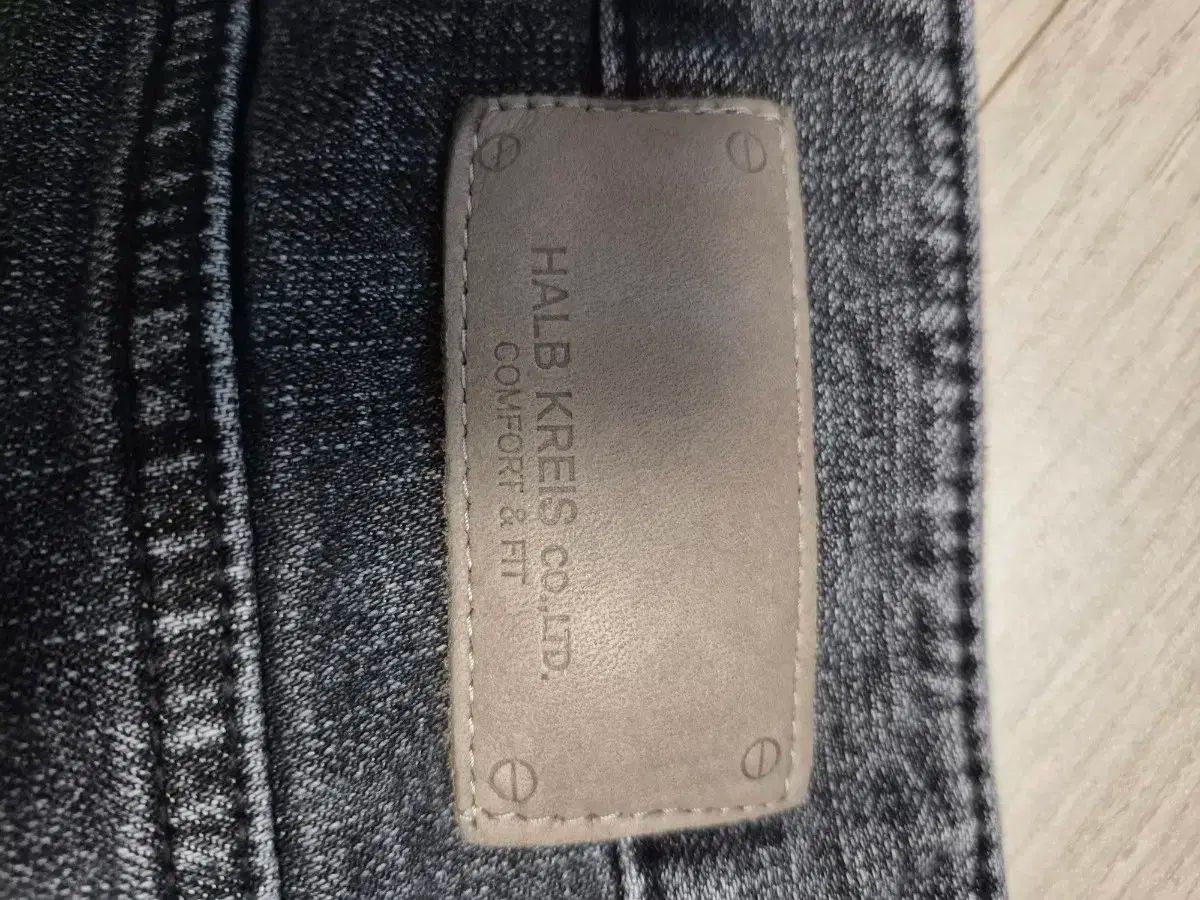 HALB KREIS CO.,LTD.
COMFORT & FIT